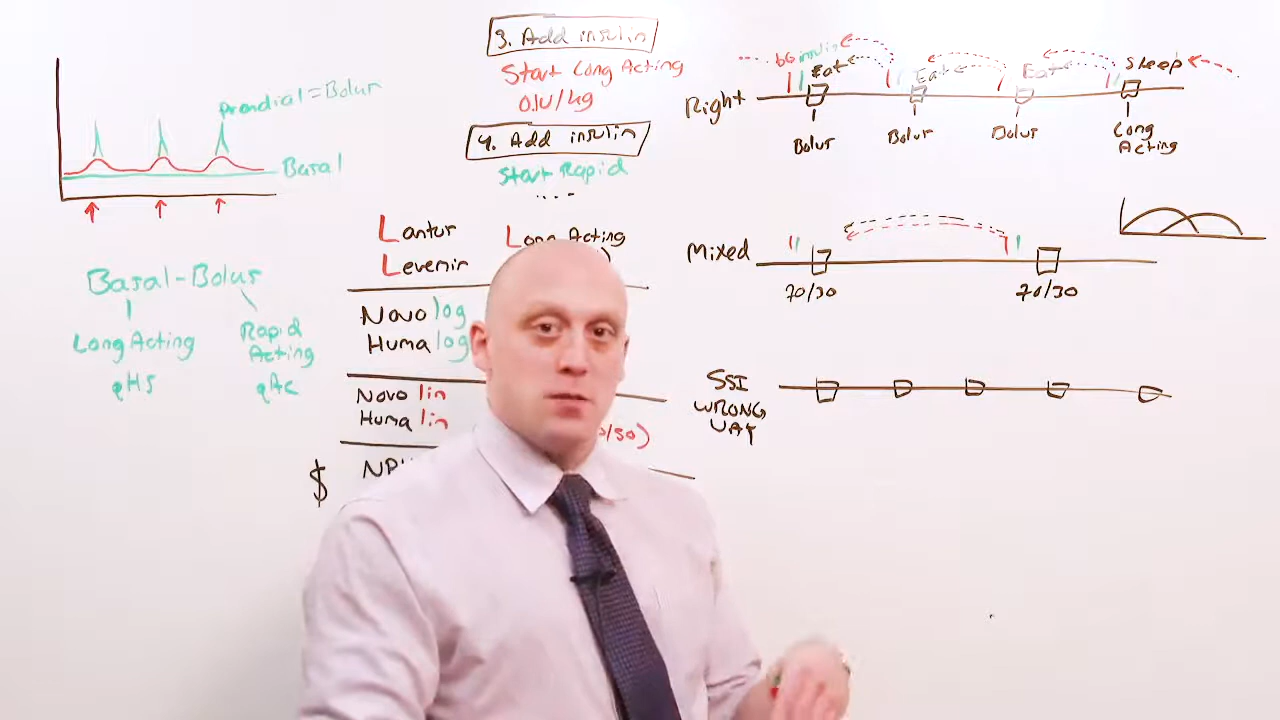 Prandial=Bolus
Basal
Basal-Bolus
Long Acting
qHS
Rapid
Acting
qAC
3. Add insulin
Start Long Acting
0.1U/kg
4. Add insulin
Start Rapid
....
Lantus
Long Acting
Levemir
Novolog
Humalog
Novolin
Humalin
$
Right
bG insulin
Eat
Eat
Eat
Sleep
Bolus
Bolus
Bolus
Long
Acting
Mixed
70/30
70/30
SSI
WRONG
WAY